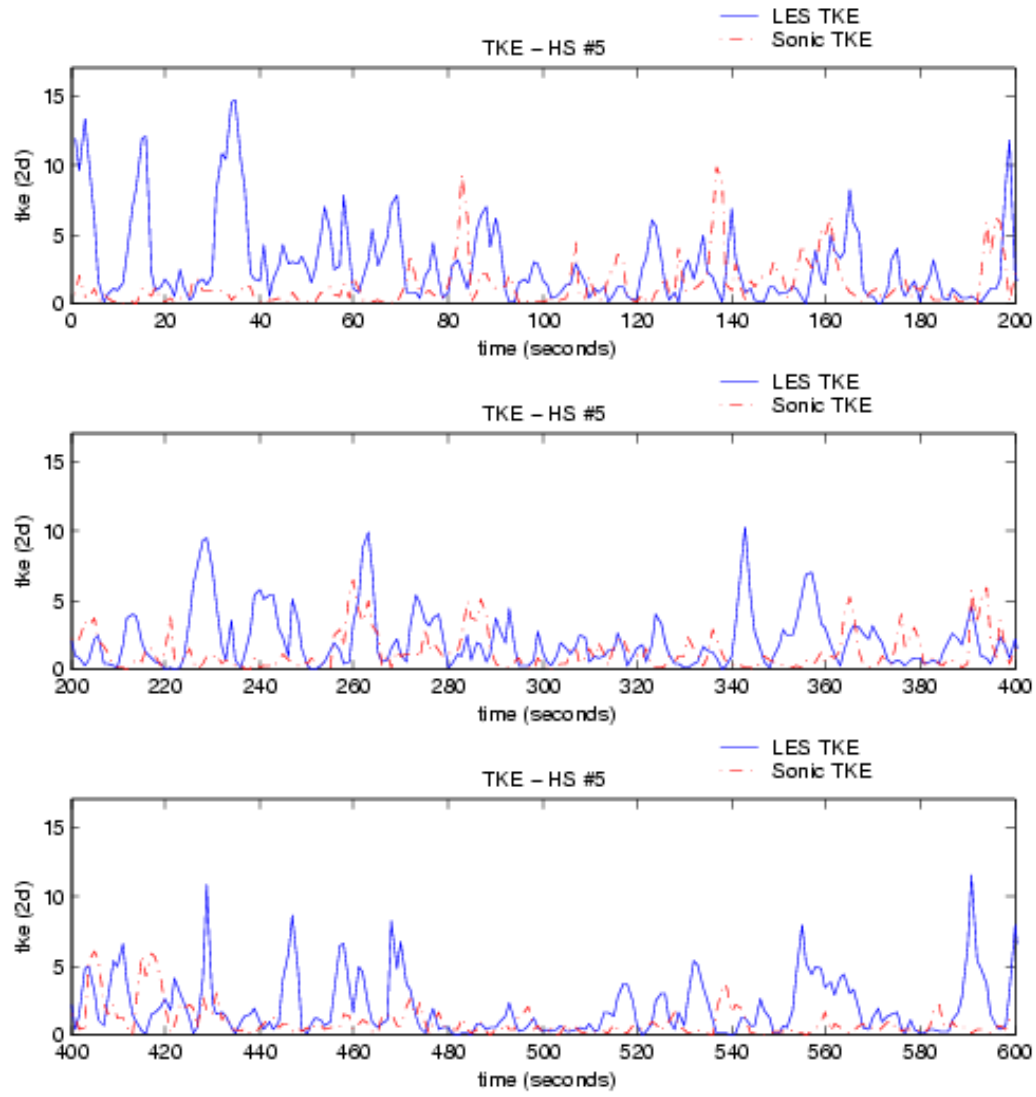 LES TKE
Sonic TKE
TKE – HS #5
15
10
5
0
tke (2d)
0 20 40 60 80 100 120 140 160 180 200
time (seconds)
LES TKE
Sonic TKE
TKE – HS #5
15
10
5
0
tke (2d)
200 220 240 260 280 300 320 340 360 380 400
time (seconds)
LES TKE
Sonic TKE
TKE – HS #5
15
10
5
0
tke (2d)
400 420 440 460 480 500 520 540 560 580 600
time (seconds)